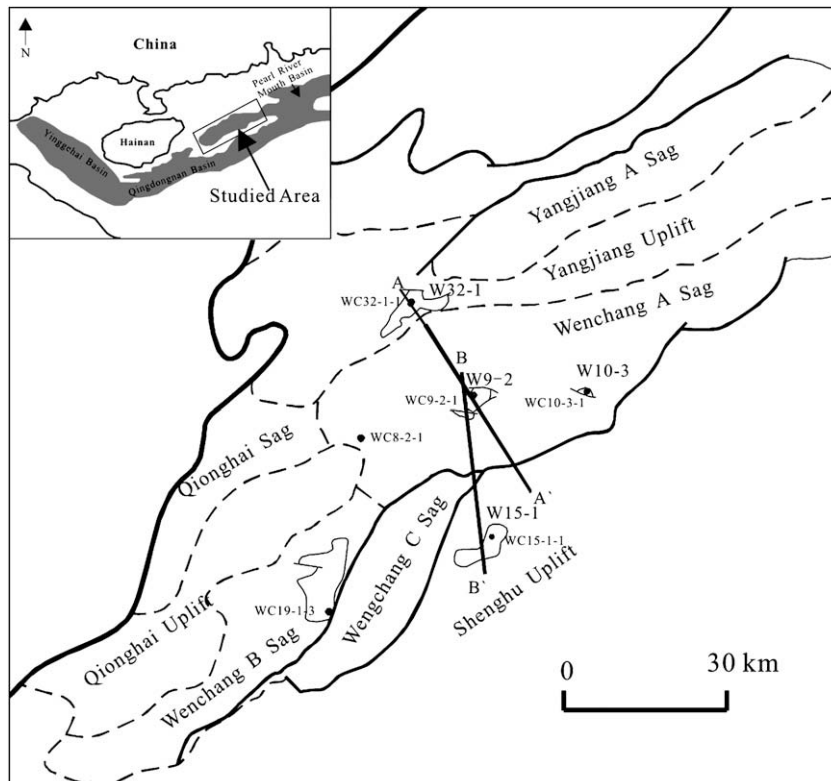 China
N
Pearl River
Mouth Basin
Hainan
Yinggehai Basin
Qingdongnan Basin
Studied Area
Yangjiang A Sag
Yangjiang Uplift
Wenchang A Sag
A
W32-1
WC32-1-1
B
W9-2
WC9-2-1
W10-3
WC10-3-1
Qionghai Sag
WC8-2-1
A`
W15-1
WC15-1-1
B`
Shenghu Uplift
Wengchang C Sag
WC19-1-3
Qionghai Uplift
Wenchang B Sag
0 30 km